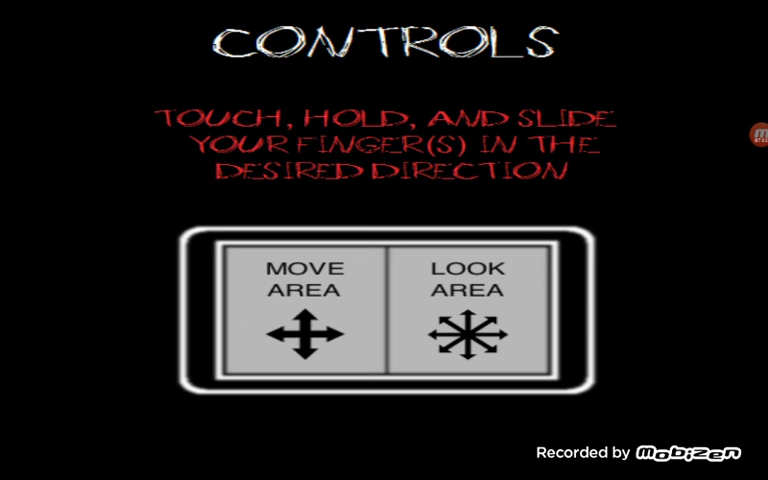 CONTROLS
TOUCH, HOLD, AND SLIDE
YOUR FINGER(S) IN THE
DESIRED DIRECTION
MOVE AREA
LOOK AREA
Recorded by mobizen